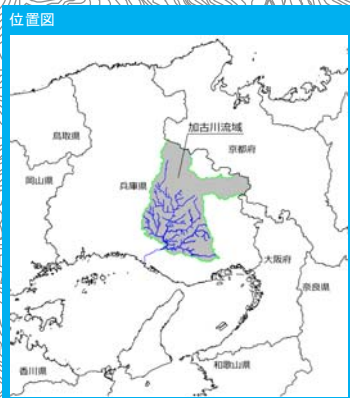 位置図
加古川流域
鳥取県
京都府
岡山県
兵庫県
大阪府
奈良県
香川県
和歌山県